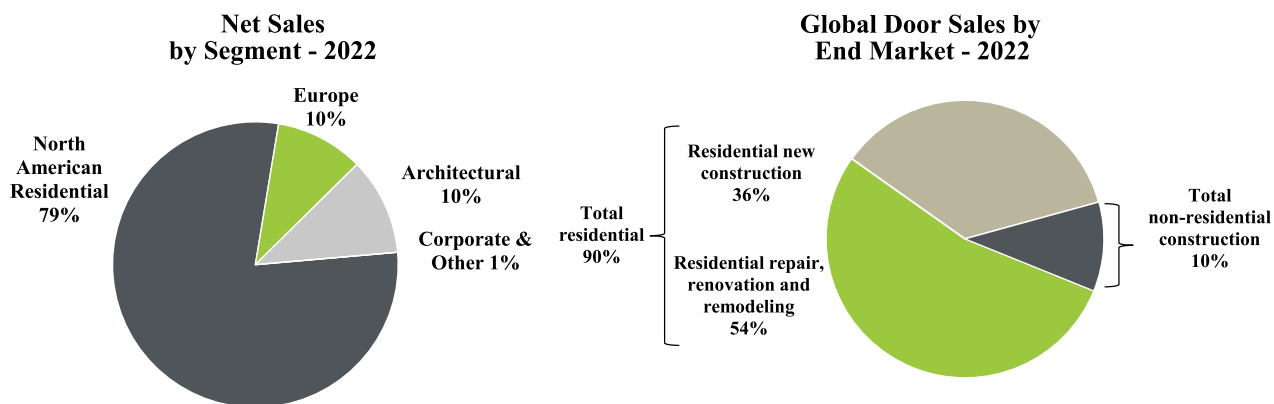 Net Sales
by Segment - 2022
Europe
10%
North
American
Residential
79%
Architectural
10%
Corporate &
Other 1%
Global Door Sales by
End Market - 2022
Total
residential
90%
Residential new
construction
36%
Residential repair,
renovation and
remodeling
54%
Total
non-residential
construction
10%